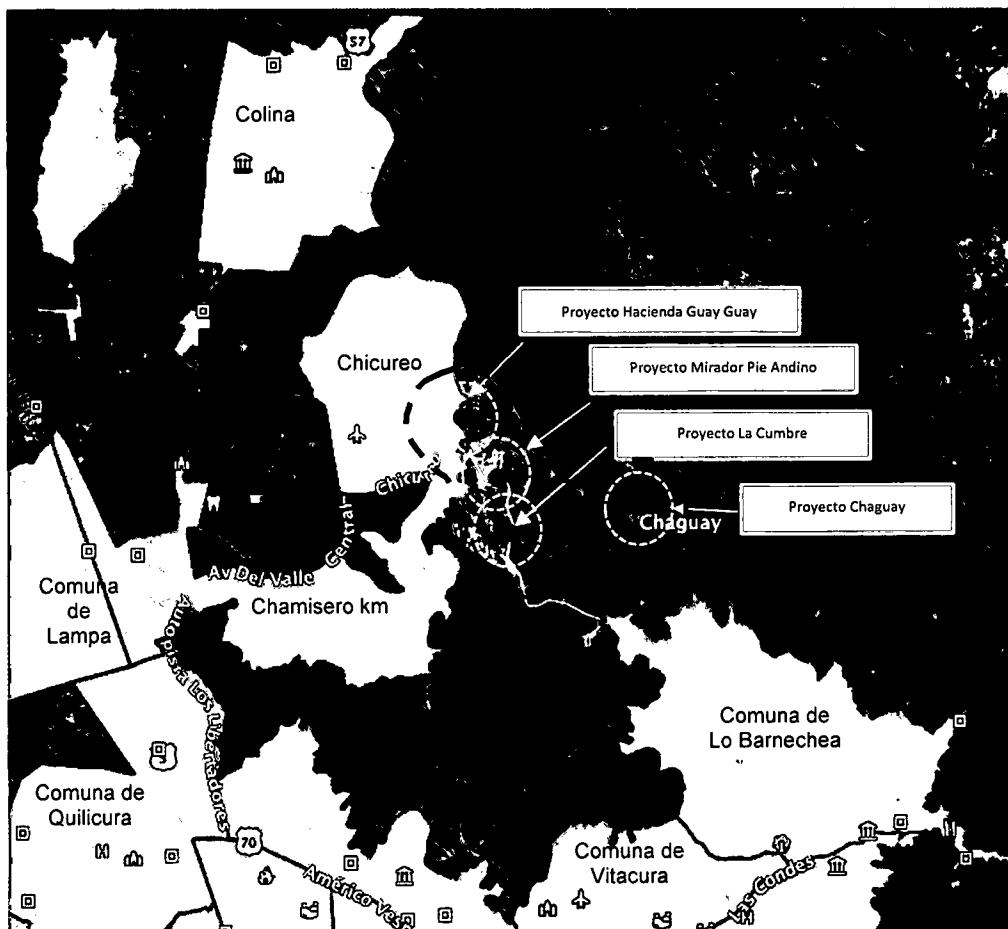 57
Colina
Proyecto Hacienda Guay Guay
Chicureo
Proyecto Mirador Pie Andino
Proyecto La Cumbre
Proyecto Chaguay
Chaguay
Central
Av Del Valle
Chamisero km
Comuna
de
Lampa
Autopista Los Libertadores
Comuna de
Lo Barnechea
Comuna de
Quilicura
70
Comuna de
Vitacura
Las Condes